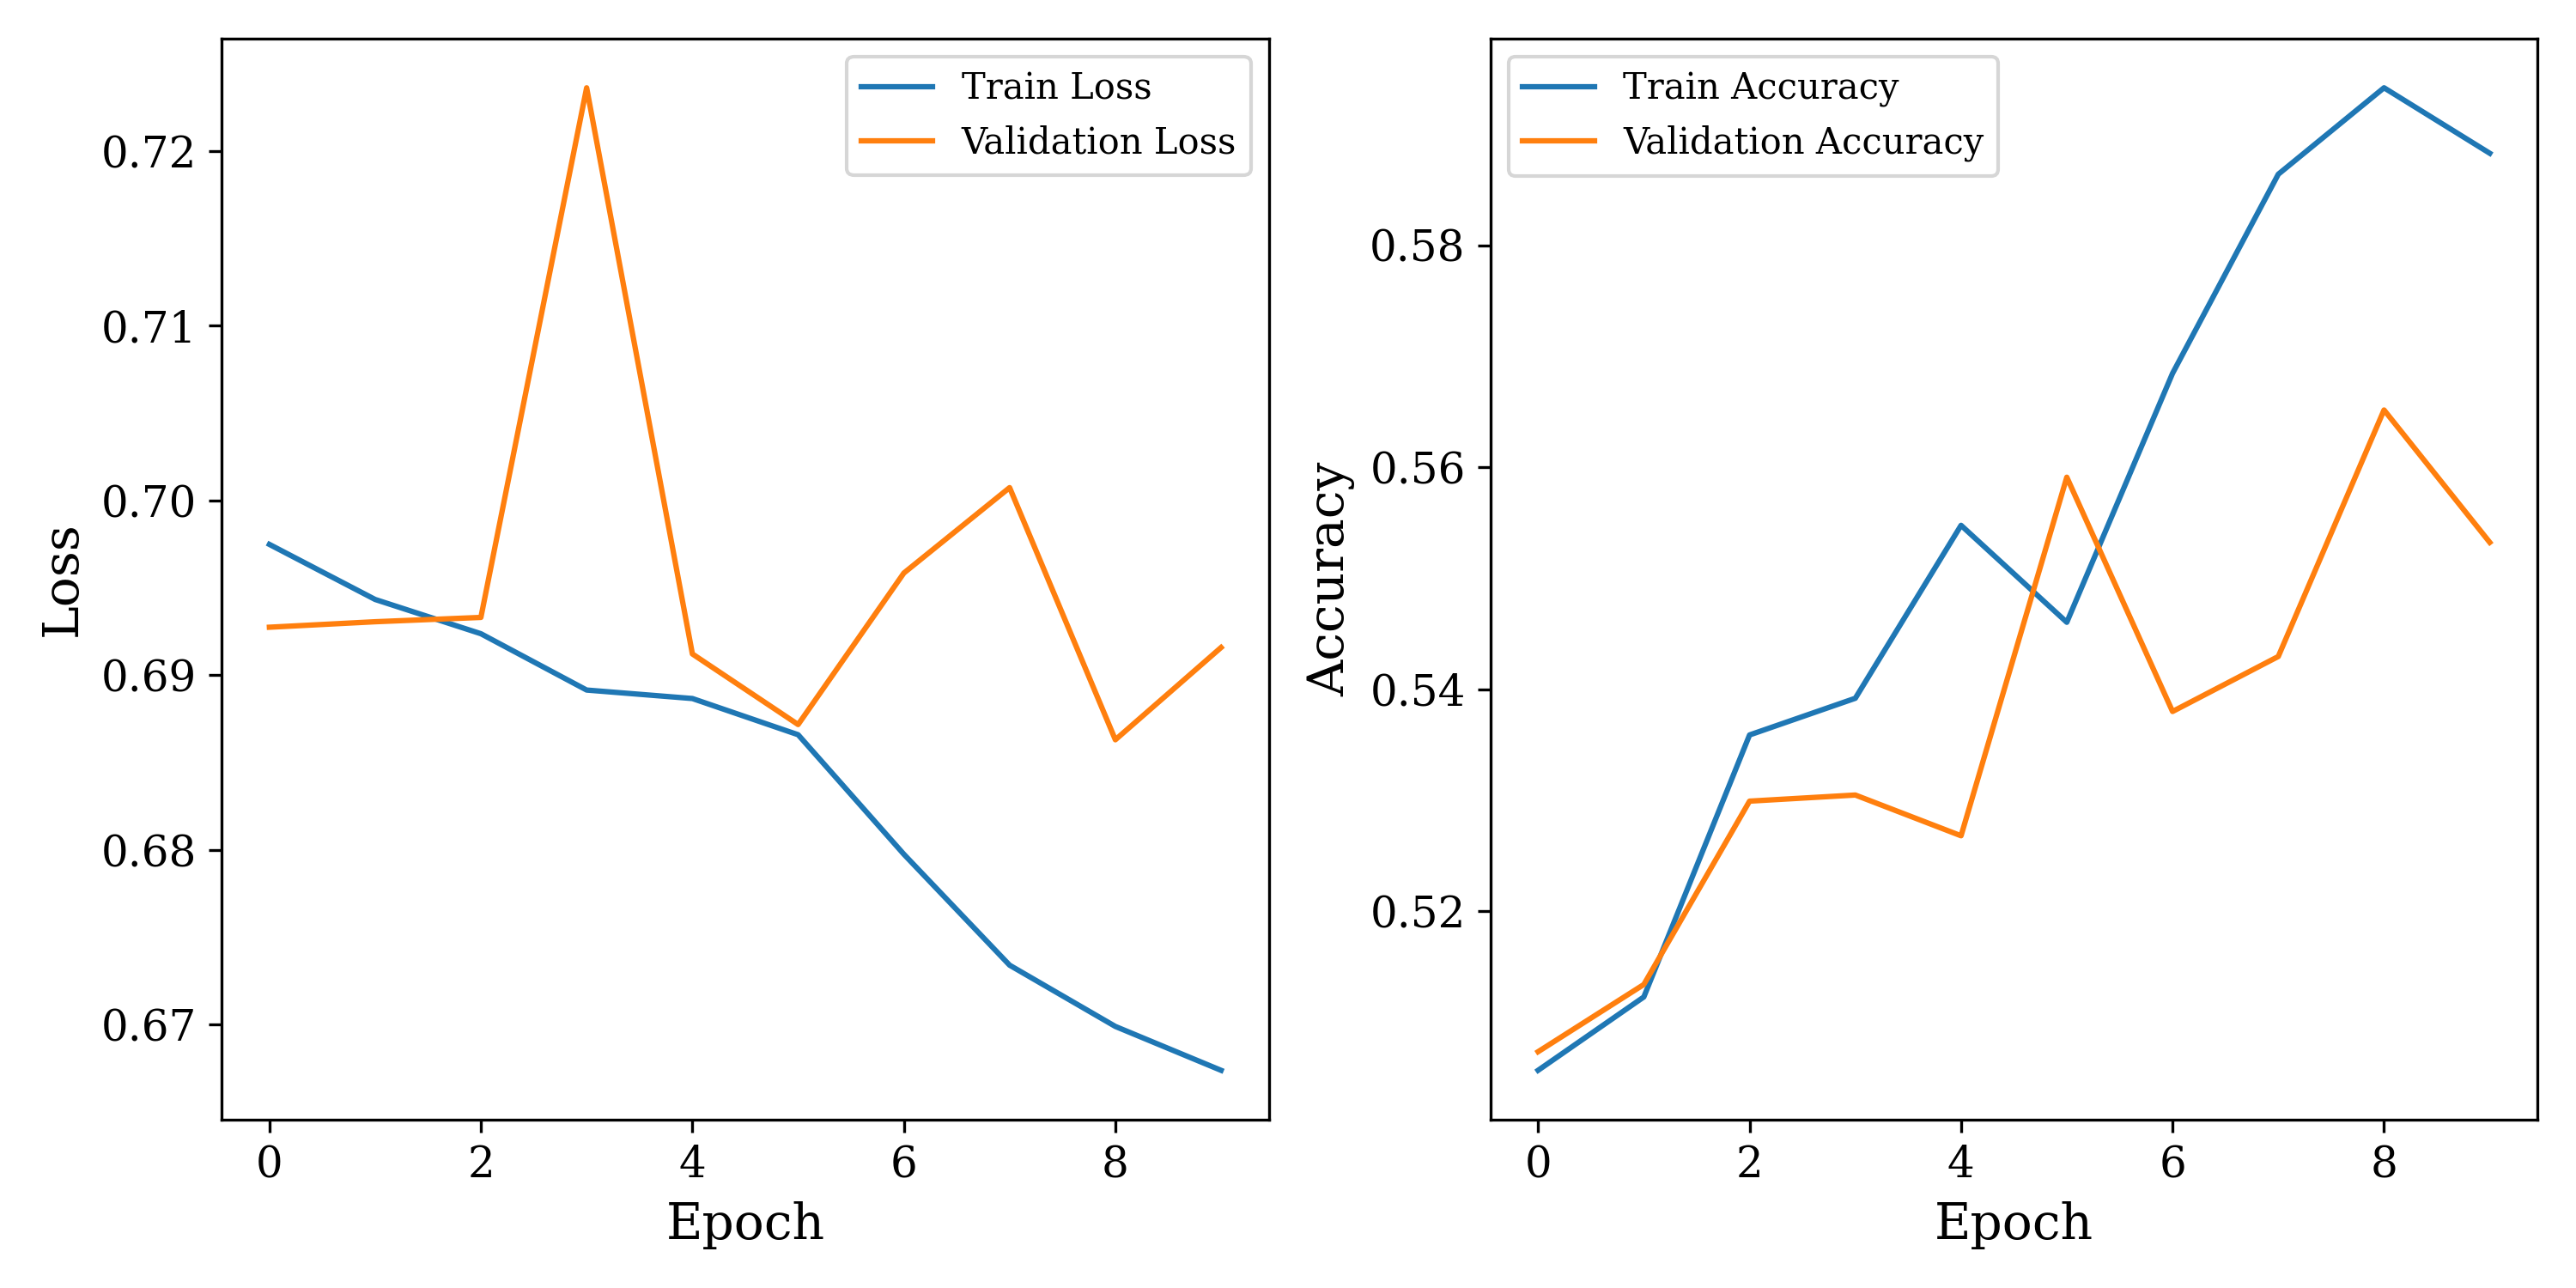 Train Loss
Validation Loss
0.72
0.71
0.70
0.69
0.68
0.67
Loss
0 2 4 6 8
Epoch
Train Accuracy
Validation Accuracy
0.58
0.56
0.54
0.52
Accuracy
0 2 4 6 8
Epoch